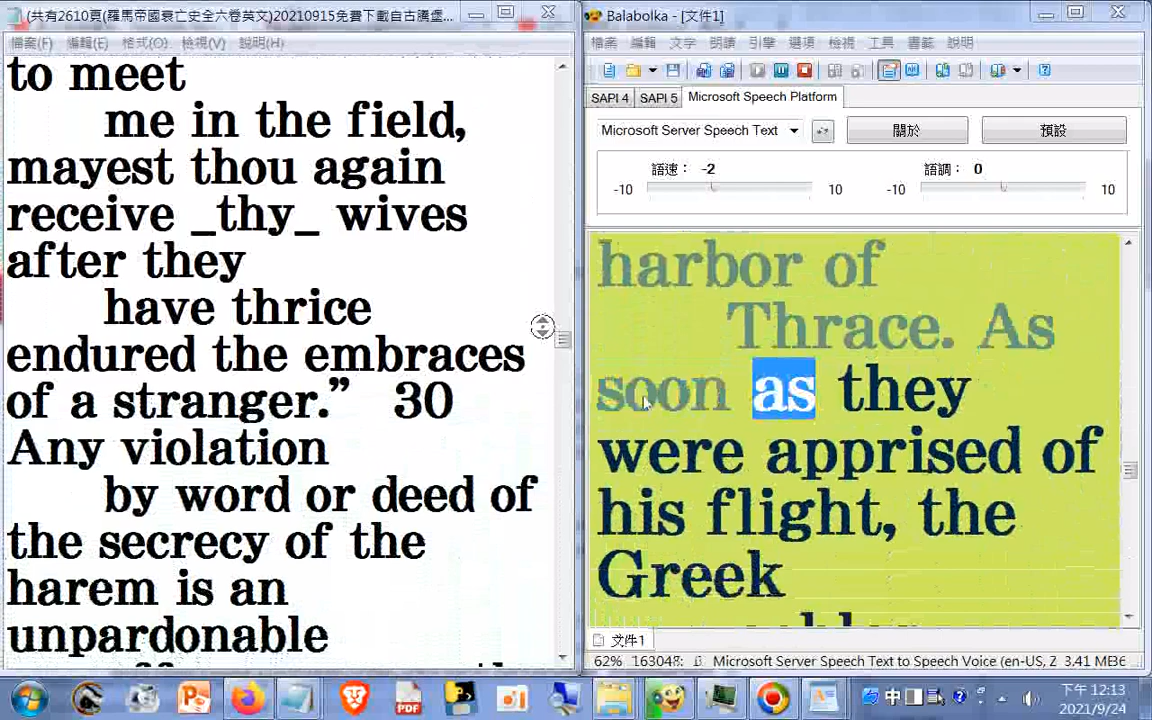 (共有2610頁(羅馬帝國衰亡史全六卷英文)20210915免費下載自古騰堡...
檔案(F) 編輯(E) 格式(O) 檢視(V) 說明(H)
to meet
me in the field,
mayest thou again
receive _thy_ wives
after they
have thrice
endured the embraces
of a stranger.” 30
Any violation
by word or deed of
the secrecy of the
harem is an
unpardonable
Balabolka - [文件1]
檔案 編輯 文字 朗讀 引擎 選項 檢視 工具 書籤 說明
SAPI 4 SAPI 5 Microsoft Speech Platform
Microsoft Server Speech Text 關於 預設
語速： -2 語調： 0
-10 10 -10 10
harbor of
Thrace. As
soon as they
were apprised of
his flight, the
Greek
文件1
62% 163048: Microsoft Server Speech Text to Speech Voice (en-US, Z 3.41 MB
中 下午 12:13
2021/9/24